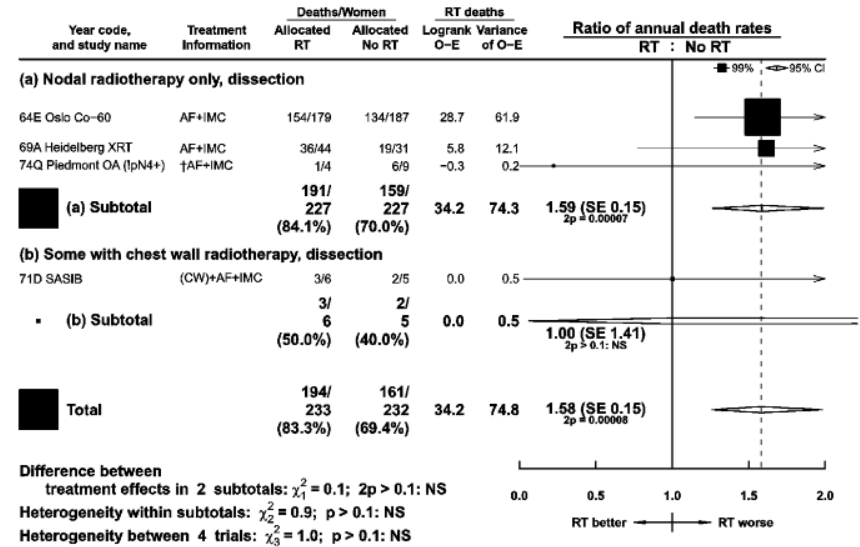 Deaths/Women RT deaths
Year code, Treatment Allocated Allocated Logrank Variance Ratio of annual death rates
and study name Information RT No RT O−E of O−E RT : No RT
99% 95% CI
(a) Nodal radiotherapy only, dissection
64E Oslo Co−60 AF+IMC 154/179 134/187 28.7 61.9
69A Heidelberg XRT AF+IMC 36/44 19/31 5.8 12.1
74Q Piedmont OA (!pN4+) †AF+IMC 1/4 6/9 −0.3 0.2
191/ 159/
(a) Subtotal 227 227 34.2 74.3 1.59 (SE 0.15)
(84.1%) (70.0%) 2p = 0.00007
(b) Some with chest wall radiotherapy, dissection
71D SASIB (CW)+AF+IMC 3/6 2/5 0.0 0.5
3/ 2/
(b) Subtotal 6 5 0.0 0.5 1.00 (SE 1.41)
(50.0%) (40.0%) 2p > 0.1: NS
194/ 161/
Total 233 232 34.2 74.8 1.58 (SE 0.15)
(83.3%) (69.4%) 2p = 0.00008
Difference between
treatment effects in 2 subtotals: χ²₁ = 0.1; 2p > 0.1: NS
Heterogeneity within subtotals: χ²₂ = 0.9; p > 0.1: NS
Heterogeneity between 4 trials: χ²₃ = 1.0; p > 0.1: NS
0.0 0.5 1.0 1.5 2.0
RT better RT worse